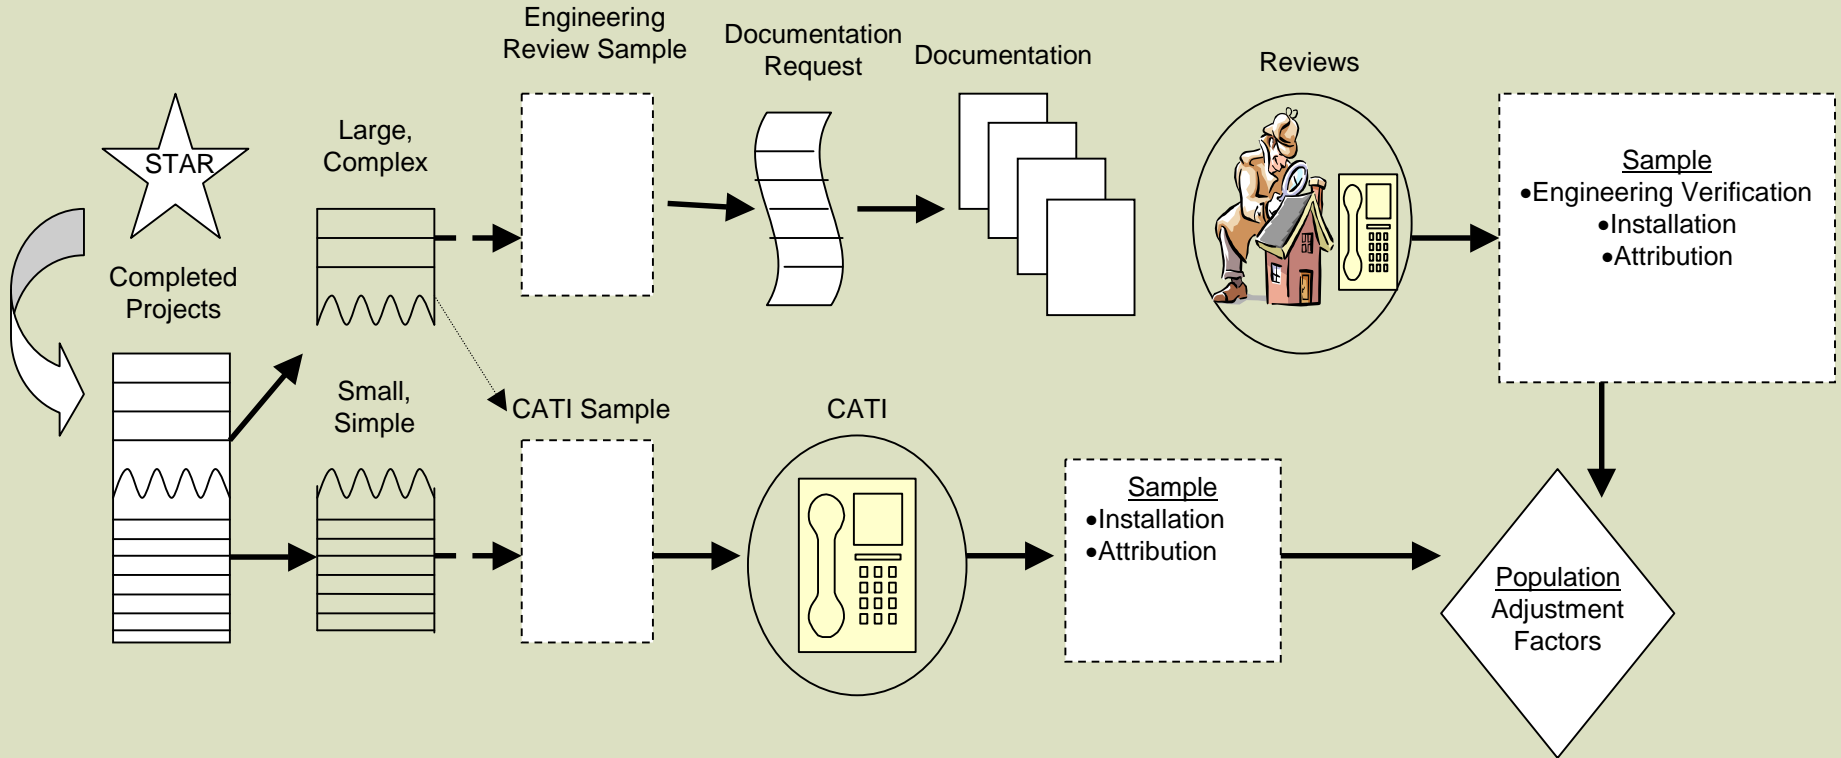 Engineering
Review Sample
Documentation
Request
Documentation
Reviews
STAR
Large,
Complex
Sample
•Engineering Verification
•Installation
•Attribution
Completed
Projects
Small,
Simple
CATI Sample
CATI
Sample
•Installation
•Attribution
Population
Adjustment
Factors